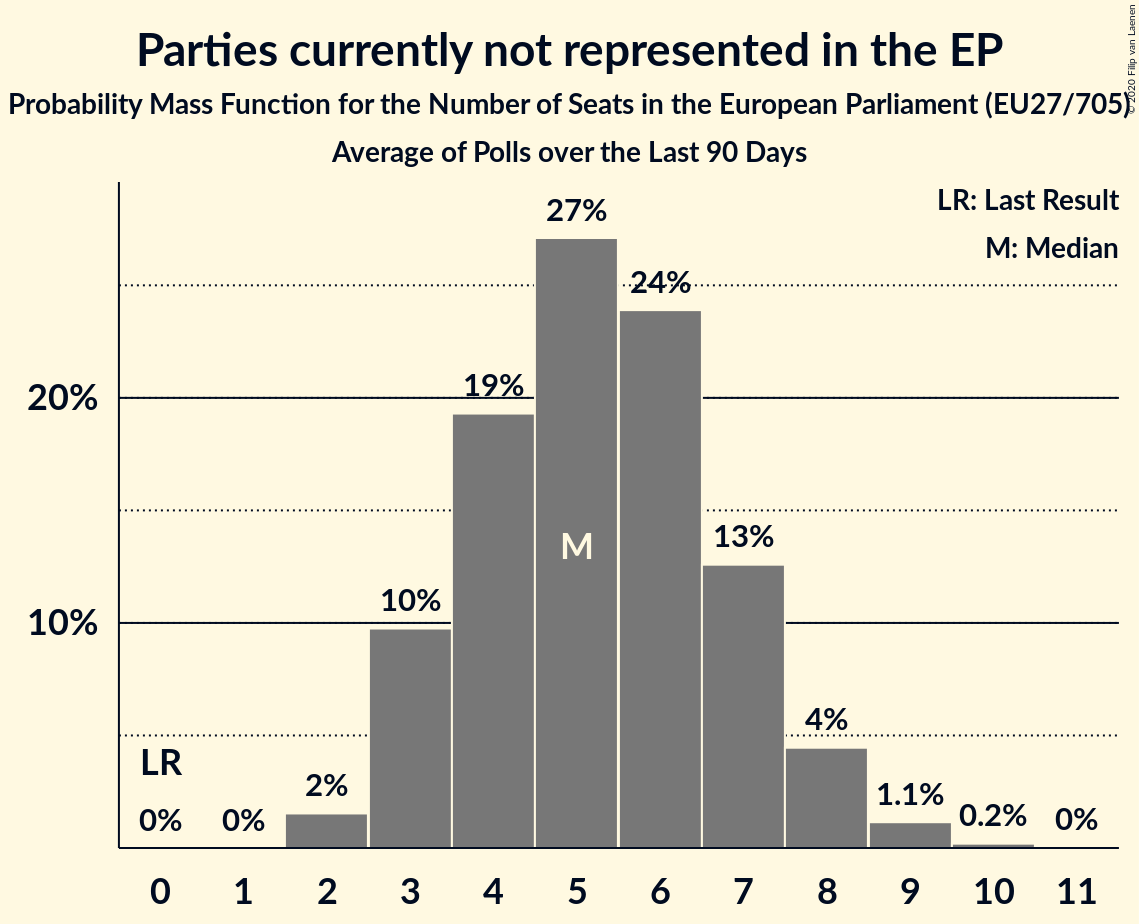 Parties currently not represented in the EP
Probability Mass Function for the Number of Seats in the European Parliament (EU27/705)
Average of Polls over the Last 90 Days
© 2020 Filip van Laenen
LR: Last Result
M: Median
27%
24%
20%
19%
M
13%
10%
10%
4%
LR
2%
1.1%
0.2%
0%
0%
0%
0 1 2 3 4 5 6 7 8 9 10 11